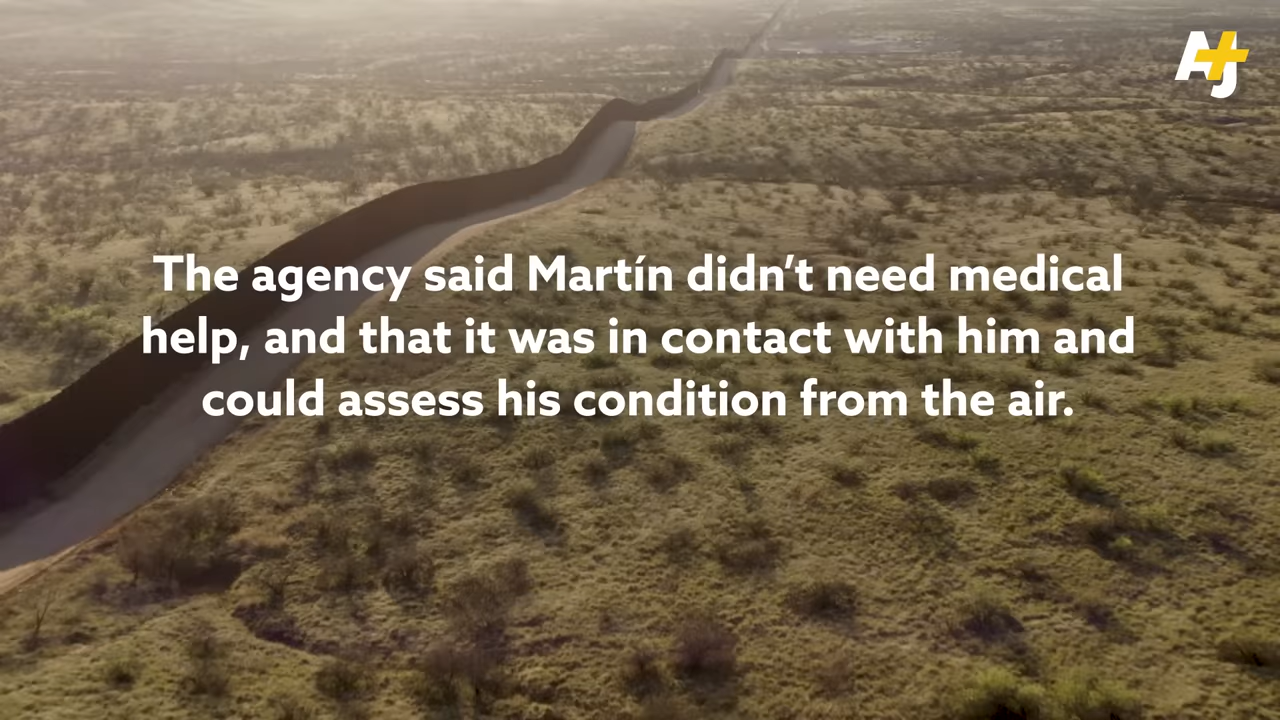 AJ+
The agency said Martín didn’t need medical
help, and that it was in contact with him and
could assess his condition from the air.